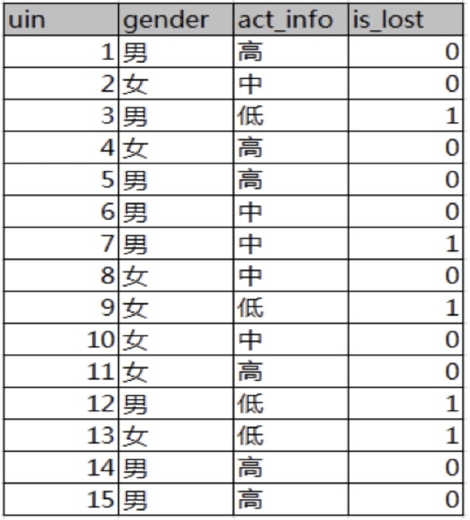 uin gender act_info is_lost
1 男 高 0
2 女 中 0
3 男 低 1
4 女 高 0
5 男 高 0
6 男 中 0
7 男 中 1
8 女 中 0
9 女 低 1
10 女 中 0
11 女 高 0
12 男 低 1
13 女 低 1
14 男 高 0
15 男 高 0